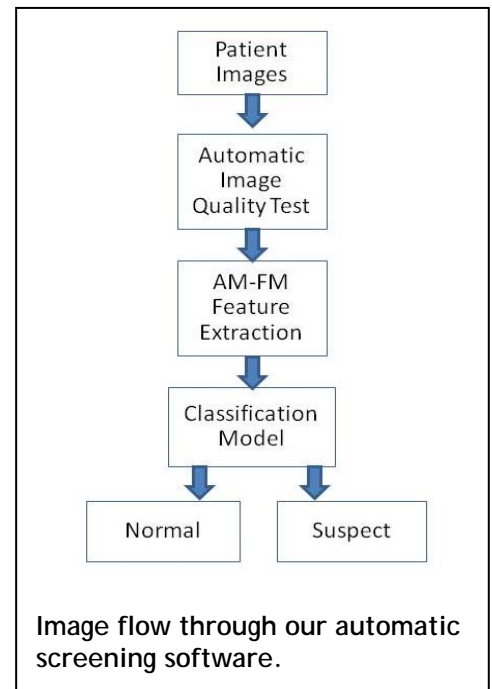 Patient
Images
Automatic
Image
Quality Test
AM-FM
Feature
Extraction
Classification
Model
Normal
Suspect
Image flow through our automatic
screening software.